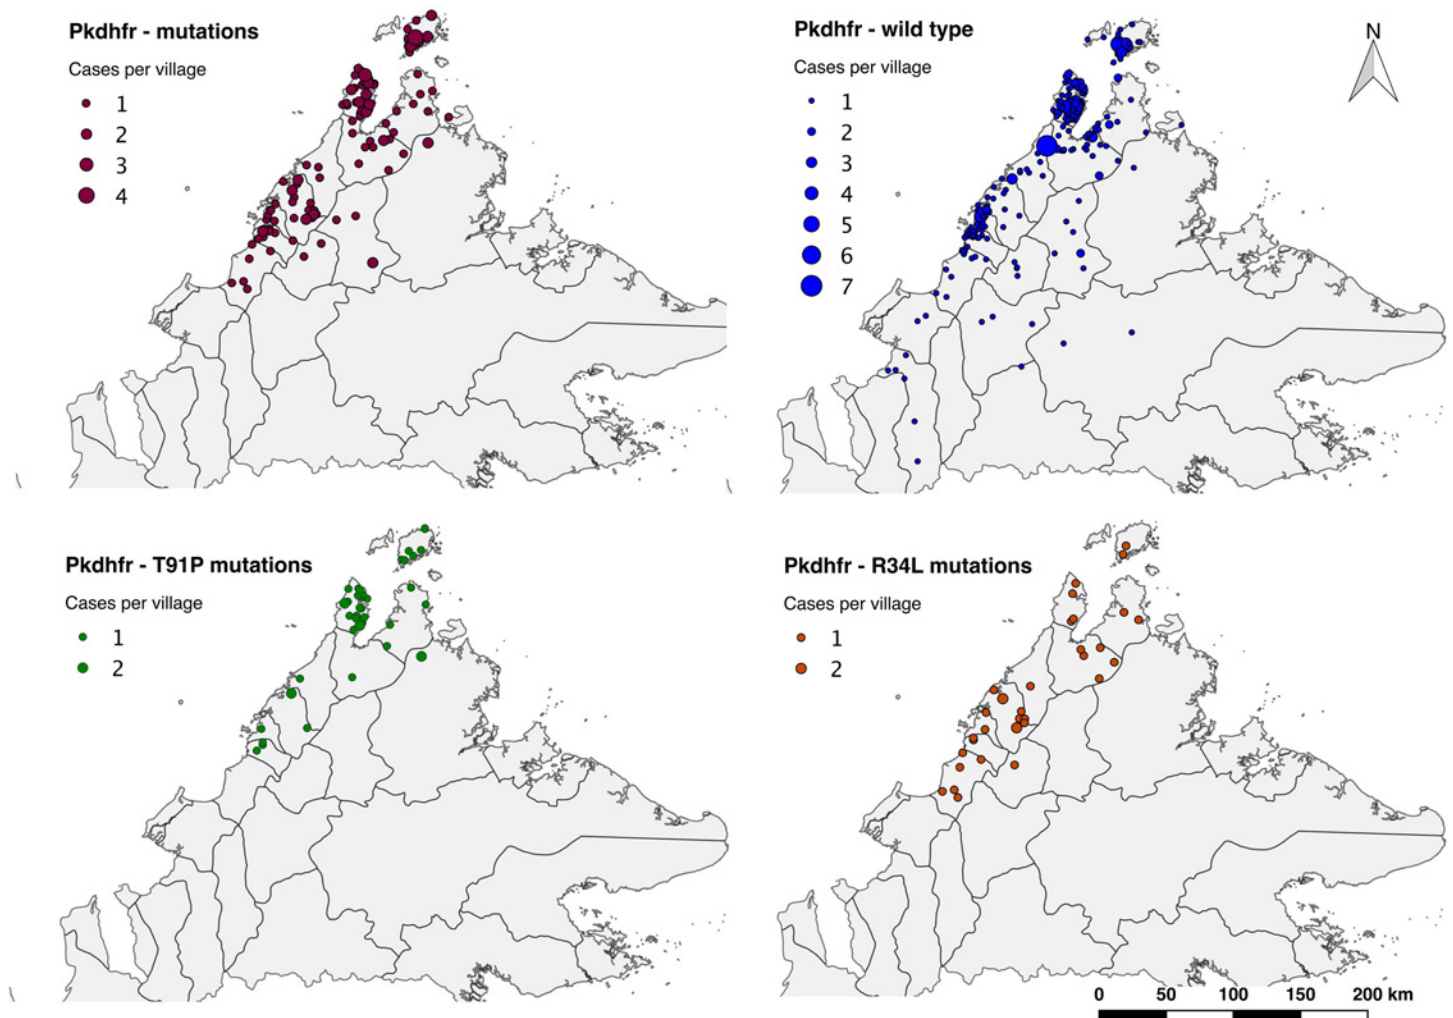 Pkdhfr - mutations
Cases per village
1
2
3
4
Pkdhfr - wild type
Cases per village
1
2
3
4
5
6
7
N
Pkdhfr - T91P mutations
Cases per village
1
2
Pkdhfr - R34L mutations
Cases per village
1
2
0 50 100 150 200 km